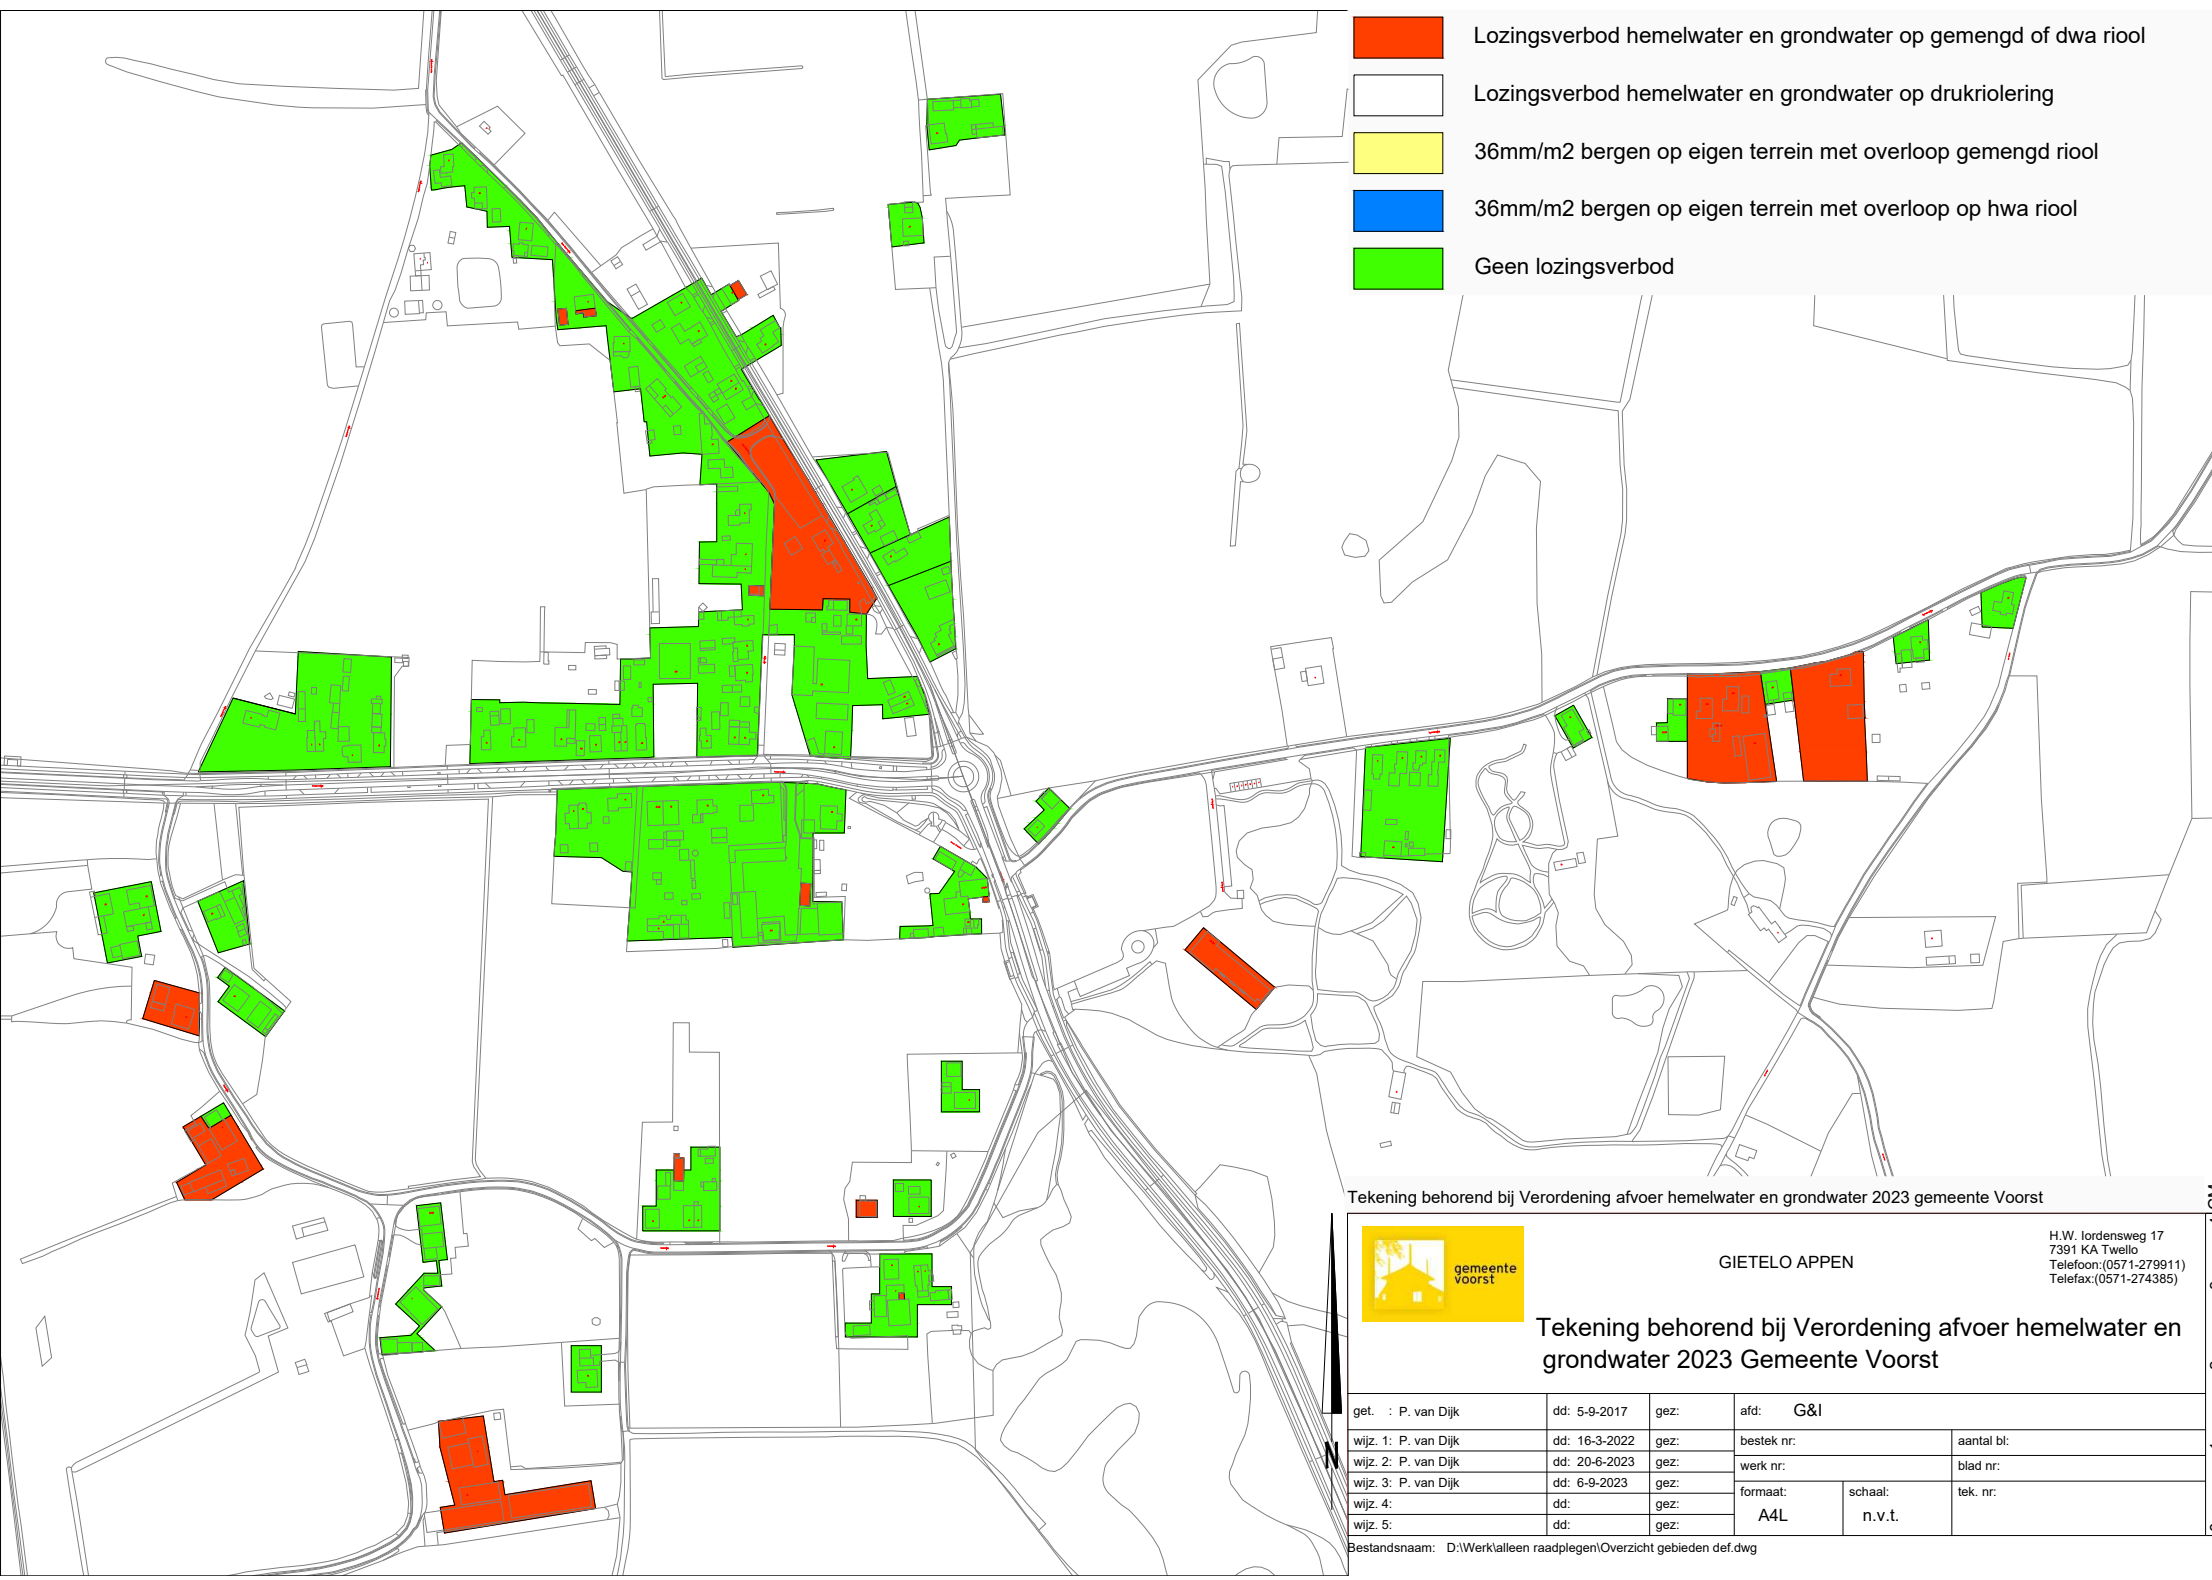 Lozingsverbod hemelwater en grondwater op gemengd of dwa riool
Lozingsverbod hemelwater en grondwater op drukriolering
36mm/m2 bergen op eigen terrein met overloop gemengd riool
36mm/m2 bergen op eigen terrein met overloop op hwa riool
Geen lozingsverbod
Tekening behorend bij Verordening afvoer hemelwater en grondwater 2023 gemeente Voorst
gemeente
voorst
GIETELO APPEN
H.W. Iordensweg 17
7391 KA Twello
Telefoon:(0571-279911)
Telefax:(0571-274385)
Tekening behorend bij Verordening afvoer hemelwater en
grondwater 2023 Gemeente Voorst
get. : P. van Dijk dd: 5-9-2017 gez: afd: G&I
wijz. 1: P. van Dijk dd: 16-3-2022 gez: bestek nr: aantal bl:
wijz. 2: P. van Dijk dd: 20-6-2023 gez: werk nr: blad nr:
wijz. 3: P. van Dijk dd: 6-9-2023 gez: formaat: schaal: tek. nr:
wijz. 4: dd: gez: A4L n.v.t.
wijz. 5: dd: gez:
N
Bestandsnaam: D:\Werk\alleen raadplegen\Overzicht gebieden def.dwg